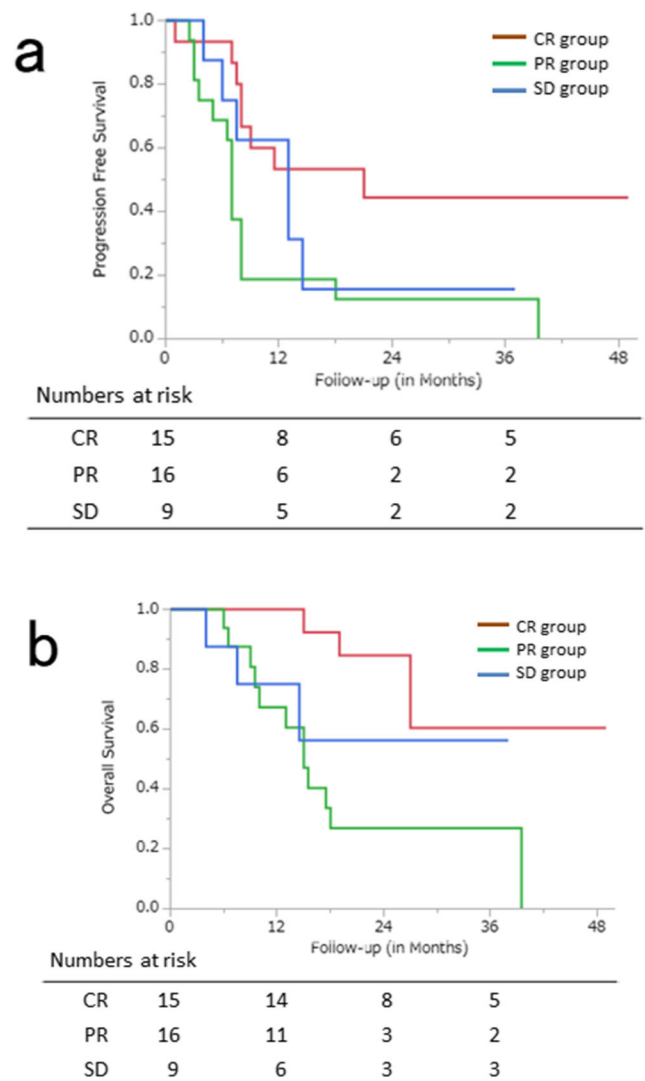 a
CR group
PR group
SD group
Progression Free Survival
1.0
0.8
0.6
0.4
0.2
0.0
0 12 24 36 48
Foiiow-up (in Months)
Numbers at risk
CR 15 8 6 5
PR 16 6 2 2
SD 9 5 2 2
b
CR group
PR group
SD group
Overall Survival
1.0
0.8
0.6
0.4
0.2
0.0
0 12 24 36 48
Foiiow-up (in Months)
Numbers at risk
CR 15 14 8 5
PR 16 11 3 2
SD 9 6 3 3